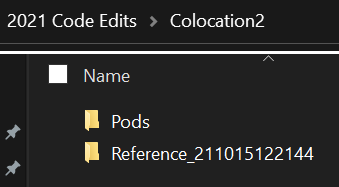 2021 Code Edits > Colocation2
Name
Pods
Reference_211015122144